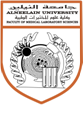 جامعة النيلين
ALNEELAIN UNIVERSITY
كلية علوم المختبرات الطبية
FACULTY OF MEDICAL LABORATORY SCIENCES